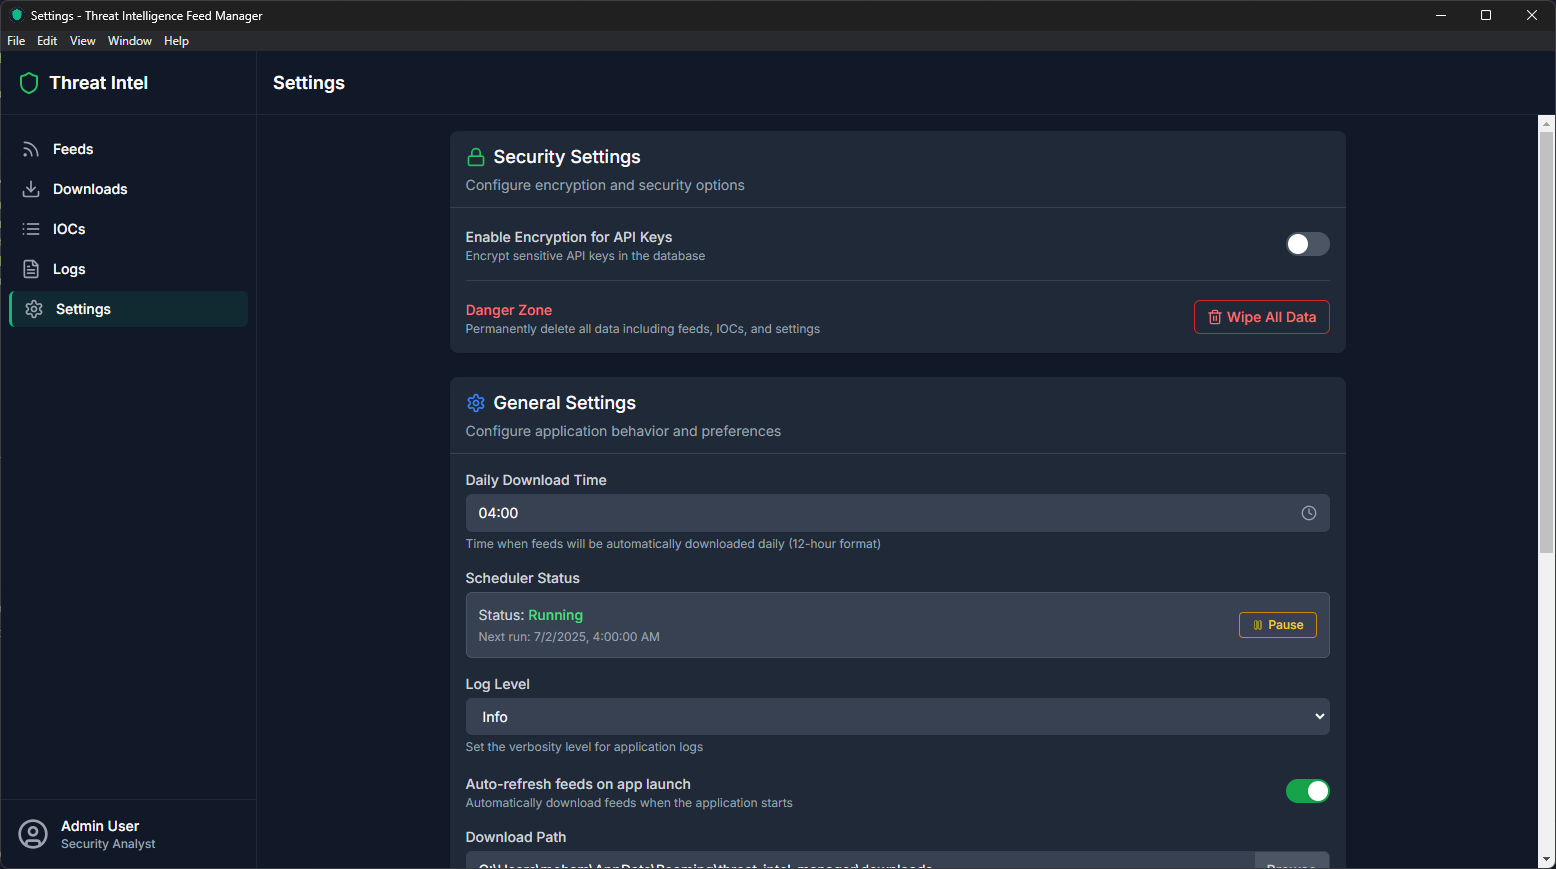 Settings - Threat Intelligence Feed Manager
File Edit View Window Help
Threat Intel
Settings
Feeds
Downloads
IOCs
Logs
Settings
Security Settings
Configure encryption and security options
Enable Encryption for API Keys
Encrypt sensitive API keys in the database
Danger Zone
Permanently delete all data including feeds, IOCs, and settings
Wipe All Data
General Settings
Configure application behavior and preferences
Daily Download Time
04:00
Time when feeds will be automatically downloaded daily (12-hour format)
Scheduler Status
Status: Running
Next run: 7/2/2025, 4:00:00 AM
Pause
Log Level
Info
Set the verbosity level for application logs
Auto-refresh feeds on app launch
Automatically download feeds when the application starts
Download Path
Browse
Admin User
Security Analyst